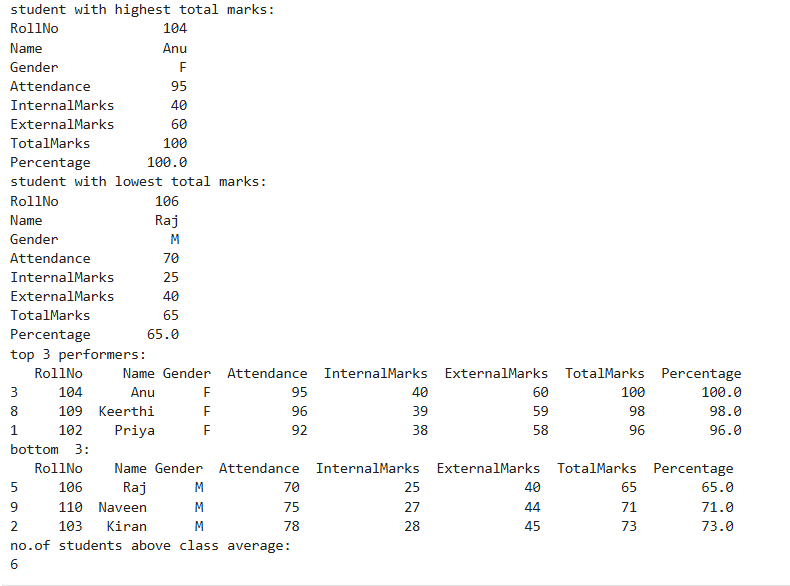 student with highest total marks:
RollNo 104
Name Anu
Gender F
Attendance 95
InternalMarks 40
ExternalMarks 60
TotalMarks 100
Percentage 100.0
student with lowest total marks:
RollNo 106
Name Raj
Gender M
Attendance 70
InternalMarks 25
ExternalMarks 40
TotalMarks 65
Percentage 65.0
top 3 performers:
RollNo Name Gender Attendance InternalMarks ExternalMarks TotalMarks Percentage
3 104 Anu F 95 40 60 100 100.0
8 109 Keerthi F 96 39 59 98 98.0
1 102 Priya F 92 38 58 96 96.0
bottom  3:
RollNo Name Gender Attendance InternalMarks ExternalMarks TotalMarks Percentage
5 106 Raj M 70 25 40 65 65.0
9 110 Naveen M 75 27 44 71 71.0
2 103 Kiran M 78 28 45 73 73.0
no.of students above class average:
6